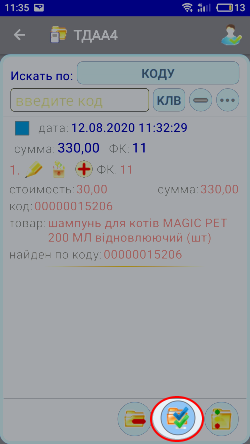 11:35 13
ТДАА4
Искать по: КОДУ
введите код КЛВ
дата: 12.08.2020 11:32:29
сумма: 330,00 ФК: 11
1. ФК: 11
стоимость:30,00 сумма:330,00
код:00000015206
товар: шампунь для котів MAGIC PET
200 МЛ відновлюючий (шт)
найден по коду:00000015206